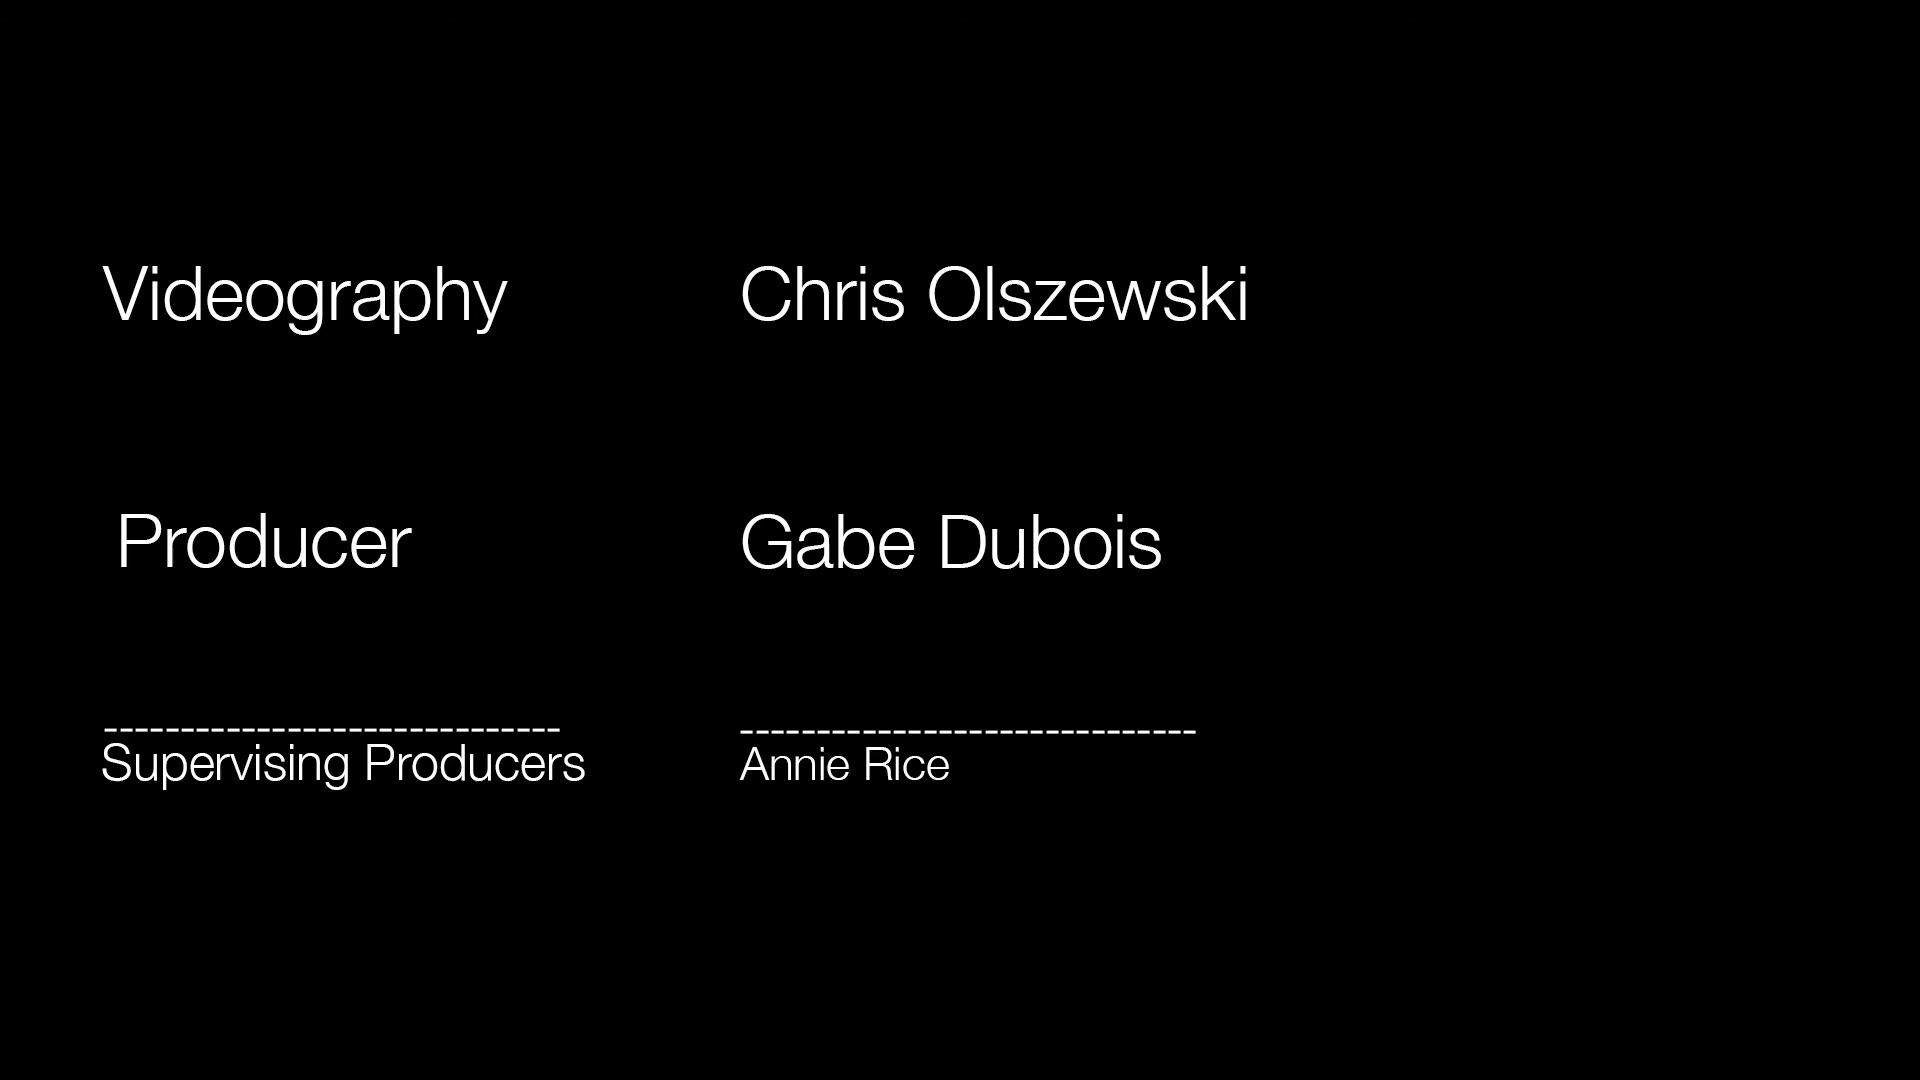 Videography Chris Olszewski
Producer Gabe Dubois
------------------------------ ------------------------------
Supervising Producers Annie Rice